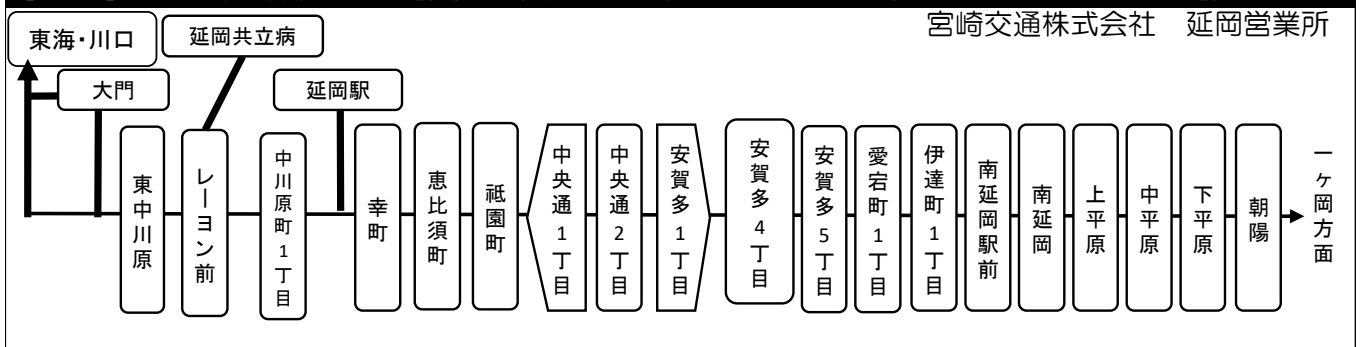 宮崎交通株式会社　延岡営業所
東海・川口
延岡共立病
大門
延岡駅
東中川原
レーヨン前
中川原町1丁目
幸町
恵比須町
祗園町
中央通1丁目
中央通2丁目
安賀多1丁目
安賀多4丁目
安賀多5丁目
愛宕町1丁目
伊達町1丁目
南延岡駅前
南延岡
上平原
中平原
下平原
朝陽
一ヶ岡方面